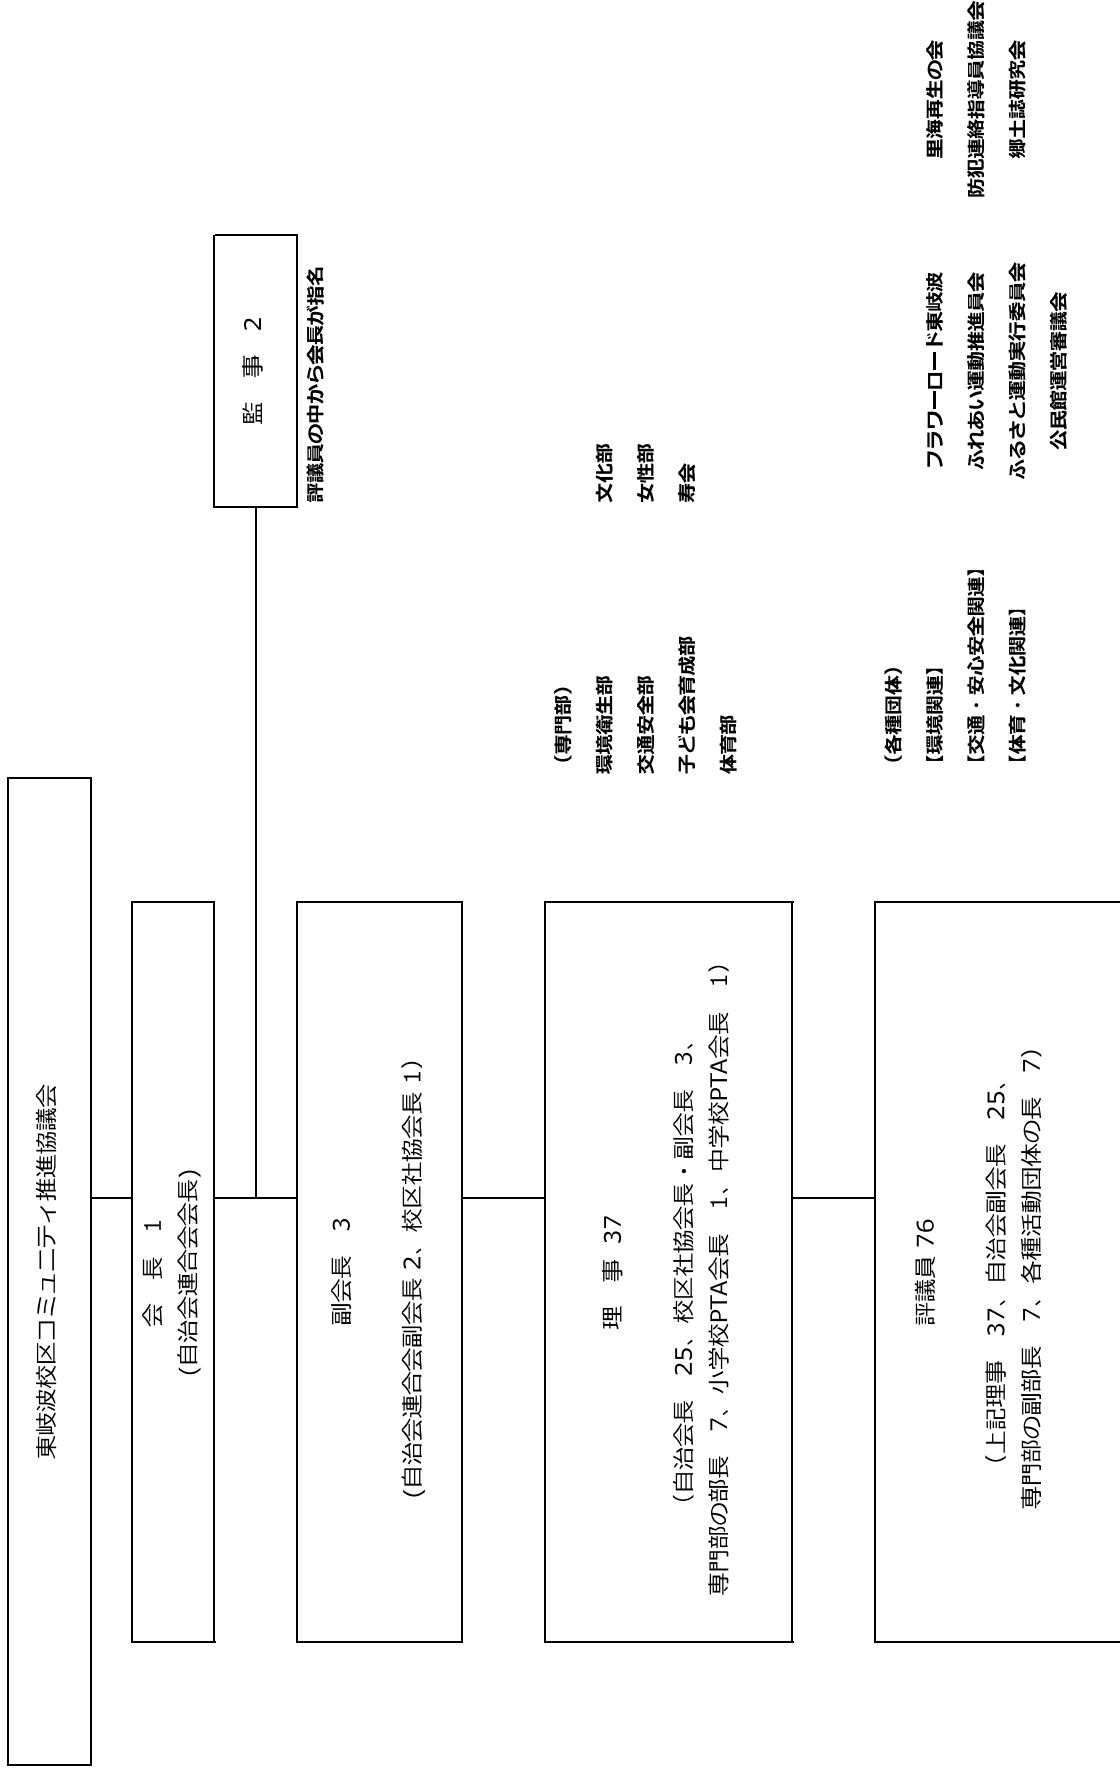 東岐波校区コミュニティ推進協議会
会　長　1
（自治会連合会会長）
監　事　2
評議員の中から会長が指名
副会長　3
（自治会連合会副会長 2、校区社協会長 1）
理　事 37
（自治会長　25、校区社協会長・副会長　3、
専門部の部長　7、小学校PTA会長　1、中学校PTA会長　1）
（専門部）
環境衛生部　文化部
交通安全部　女性部
子ども会育成部　寿会
体育部
評議員 76
（上記理事　37、自治会副会長　25、
専門部の副部長　7、各種活動団体の長　7）
（各種団体）
【環境関連】　フラワーロード東岐波　里海再生の会
【交通・安心安全関連】　ふれあい運動推進員会　防犯連絡指導員協議会
【体育・文化関連】　ふるさと運動実行委員会　郷土誌研究会
公民館運営審議会